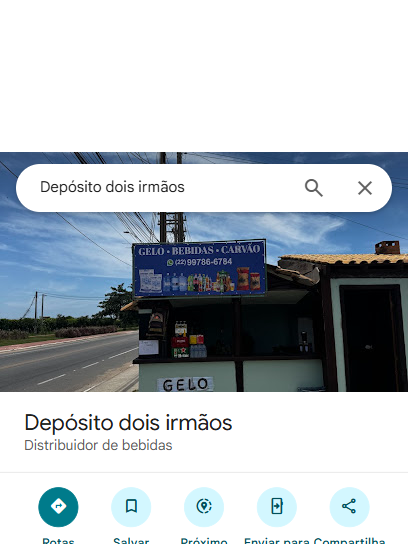 Depósito dois irmãos
GELO • BEBIDAS • CARVÃO
(22) 99786-6784
GELO
Depósito dois irmãos
Distribuidor de bebidas
Rotas Salvar Próximo Enviar para Compartilha